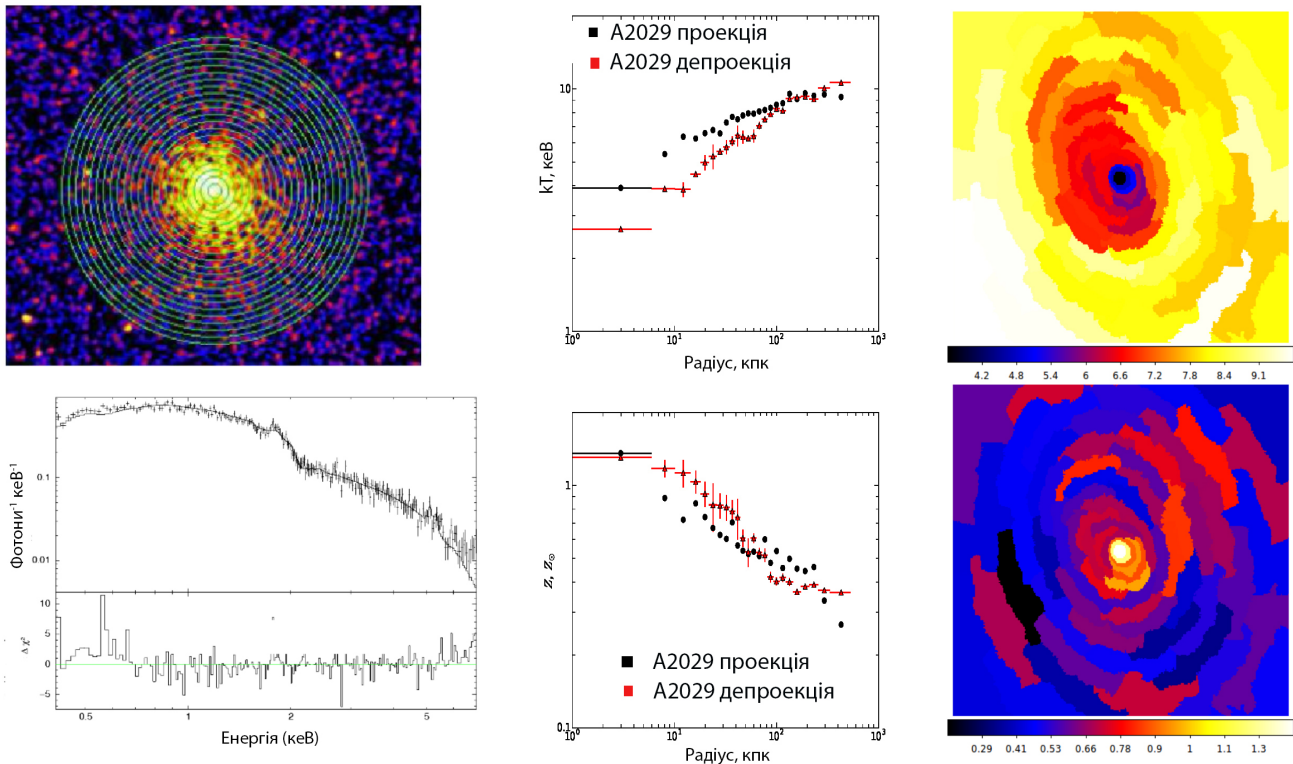 A2029 проекція
A2029 депроекція
10
1
kT, кеВ
10⁰ 10¹ 10² 10³
Радіус, кпк
4.2 4.8 5.4 6 6.6 7.2 7.8 8.4 9.1
Фотони⁻¹ кеВ⁻¹
0.1
0.01
Δ χ²
10
5
0
−5
0.5 1 2 5
Енергія (кеВ)
1
0.1
z, z⊙
A2029 проекція
A2029 депроекція
10⁰ 10¹ 10² 10³
Радіус, кпк
0.29 0.41 0.53 0.66 0.78 0.9 1 1.1 1.3